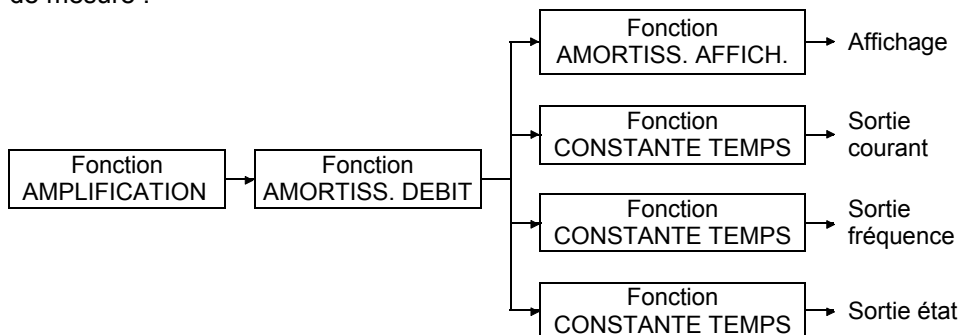 de mesure :
Fonction
AMORTISS. AFFICH.
Affichage
Fonction
CONSTANTE TEMPS
Sortie
courant
Fonction
AMPLIFICATION
Fonction
AMORTISS. DEBIT
Fonction
CONSTANTE TEMPS
Sortie
fréquence
Fonction
CONSTANTE TEMPS
Sortie état